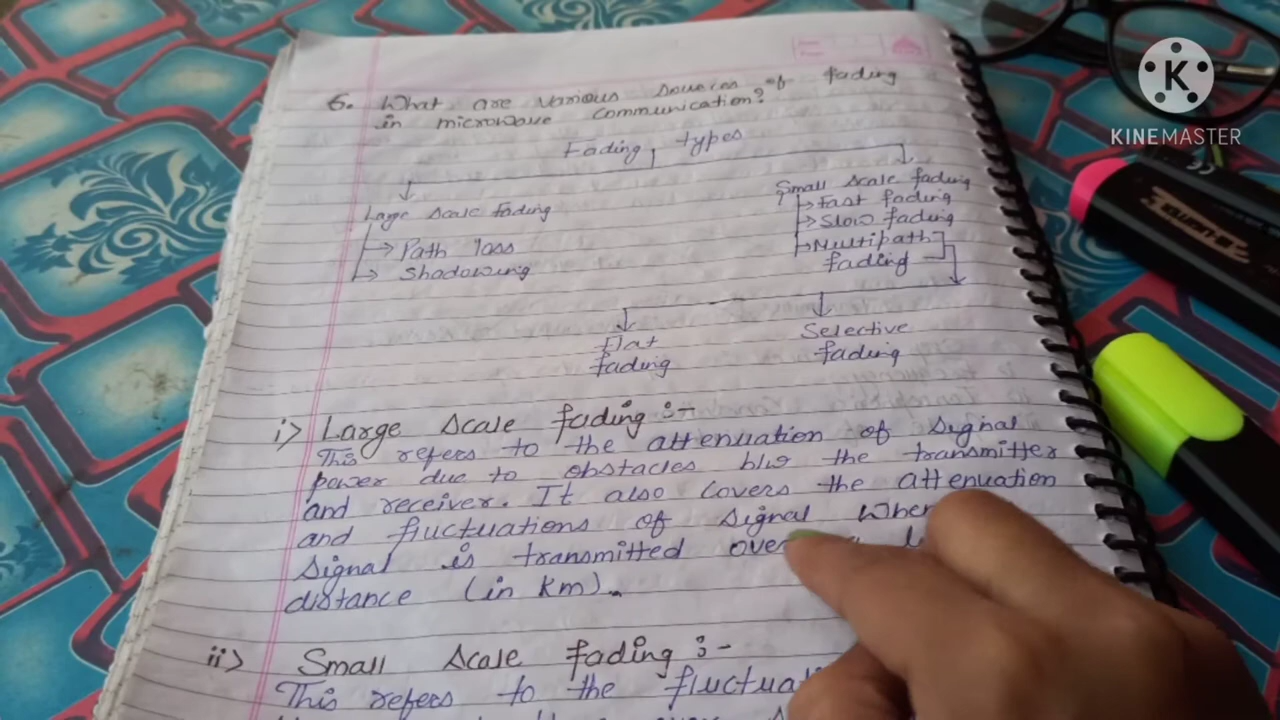 K
KINEMASTER
6. What are various sources of fading
in microwave communication?
Fading types
Large Scale fading
Path loss
Shadowing
Small Scale fading
Fast fading
Slow fading
Multipath
fading
Flat
fading
Selective
fading
i) Large Scale fading :-
This refers to the attenuation of signal
power due to obstacles b/w the transmitter
and receiver. It also covers the attenuation
and fluctuations of signal when
signal is transmitted over a
distance (in Km).
ii) Small Scale fading :-
This refers to the